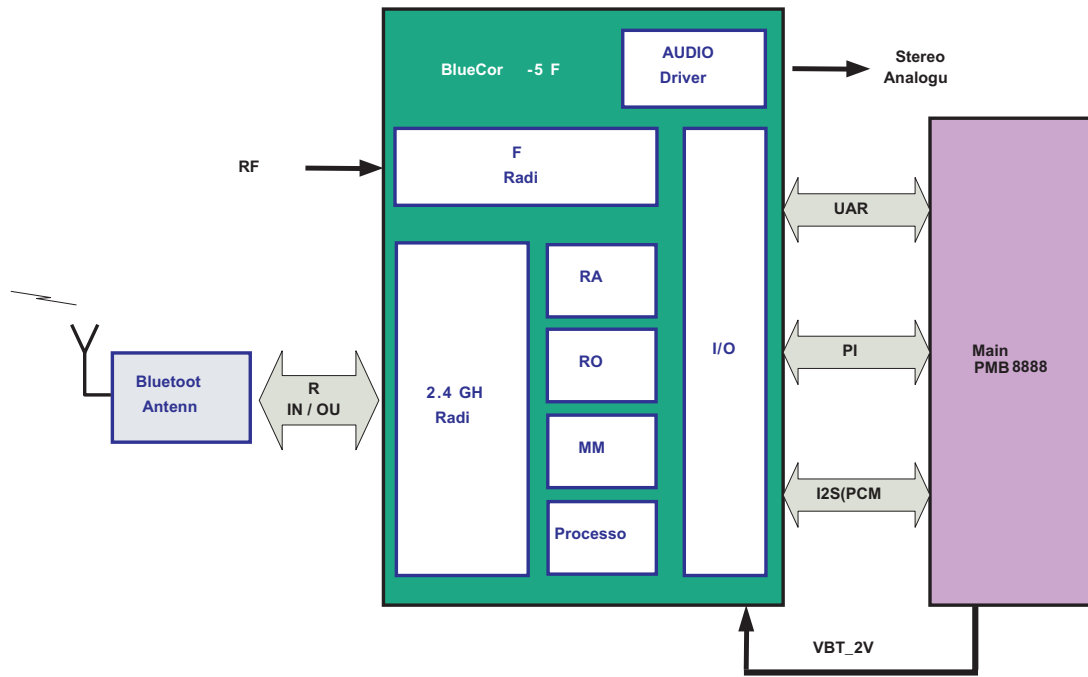 BlueCor -5 F
AUDIO
Driver
Stereo
Analogu
RF
F
Radi
UAR
RA
RO
I/O
PI
Main
PMB 8888
Bluetoot
Antenn
R
IN / OU
2.4 GH
Radi
MM
I2S(PCM
Processo
VBT_2V